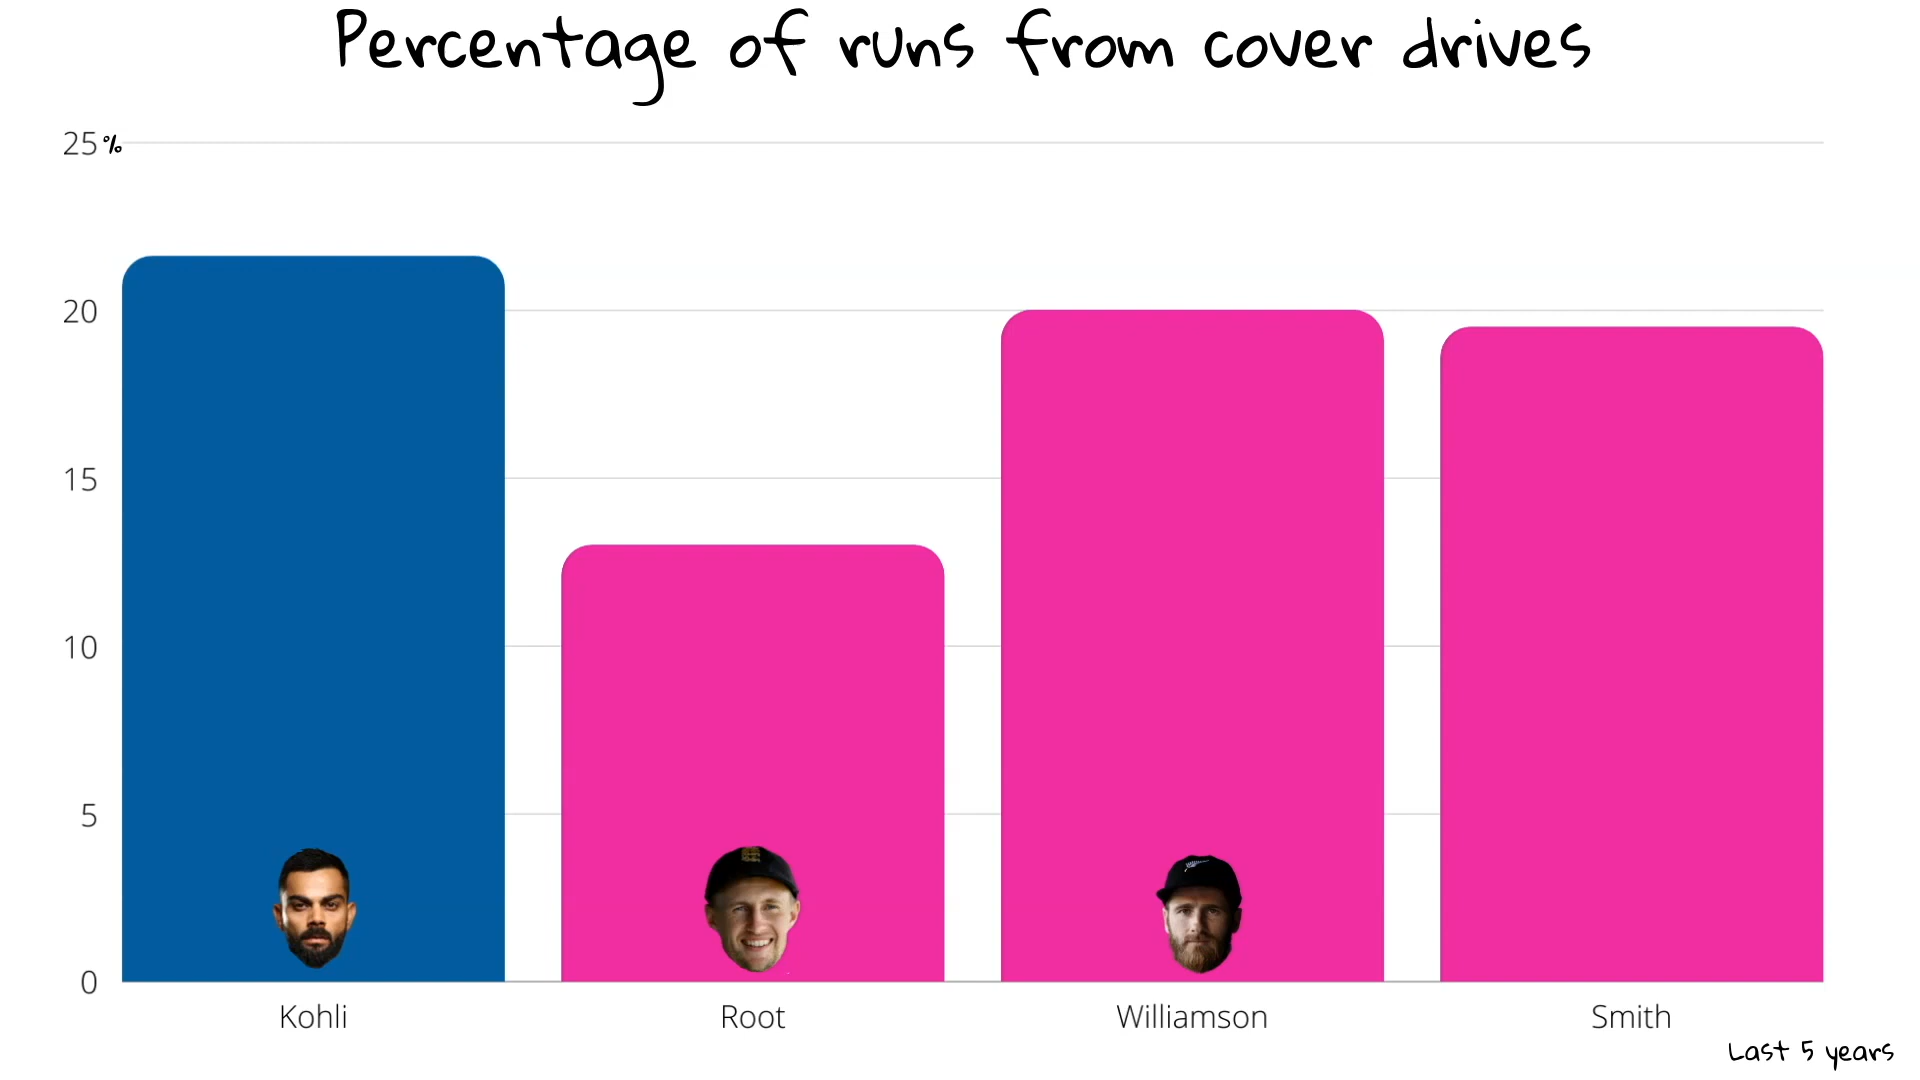 Percentage of runs from cover drives
25%
20
15
10
5
0
Kohli
Root
Williamson
Smith
Last 5 years